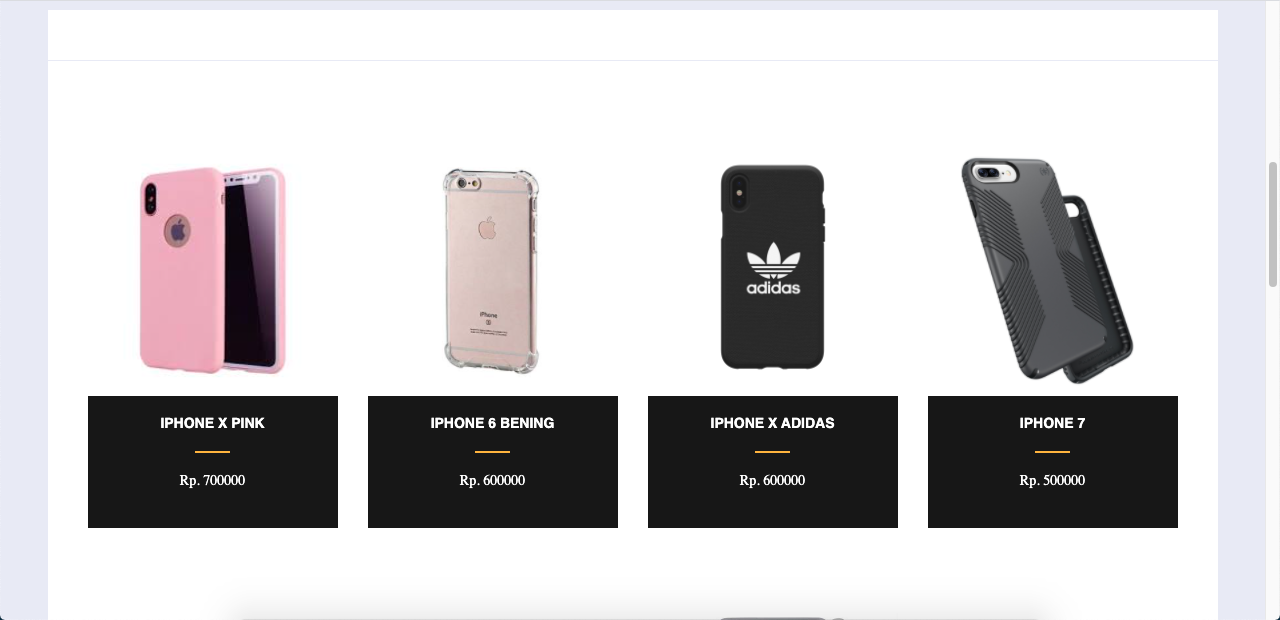 iPhone
adidas
IPHONE X PINK
Rp. 700000
IPHONE 6 BENING
Rp. 600000
IPHONE X ADIDAS
Rp. 600000
IPHONE 7
Rp. 500000